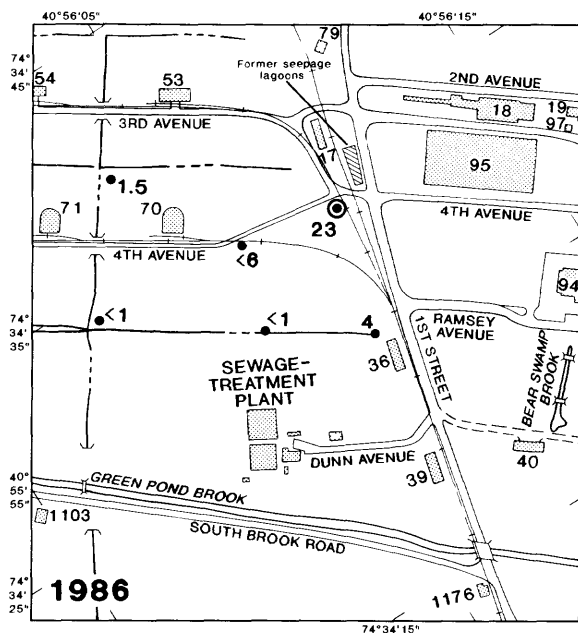 40°56'05"
40°56'15"
79
74°
34'
45"
Former seepage
lagoons
2ND AVENUE
54
53
18
19
97
3RD AVENUE
17
95
1.5
71
70
23
4TH AVENUE
4TH AVENUE
<6
94
74°
34'
35"
<1
<1
4
RAMSEY
AVENUE
1ST STREET
36
BEAR SWAMP
BROOK
SEWAGE-
TREATMENT
PLANT
DUNN AVENUE
39
40
40°
55'
55"
GREEN POND BROOK
1103
SOUTH BROOK ROAD
74°
34'
25"
1986
1176
74°34'15"